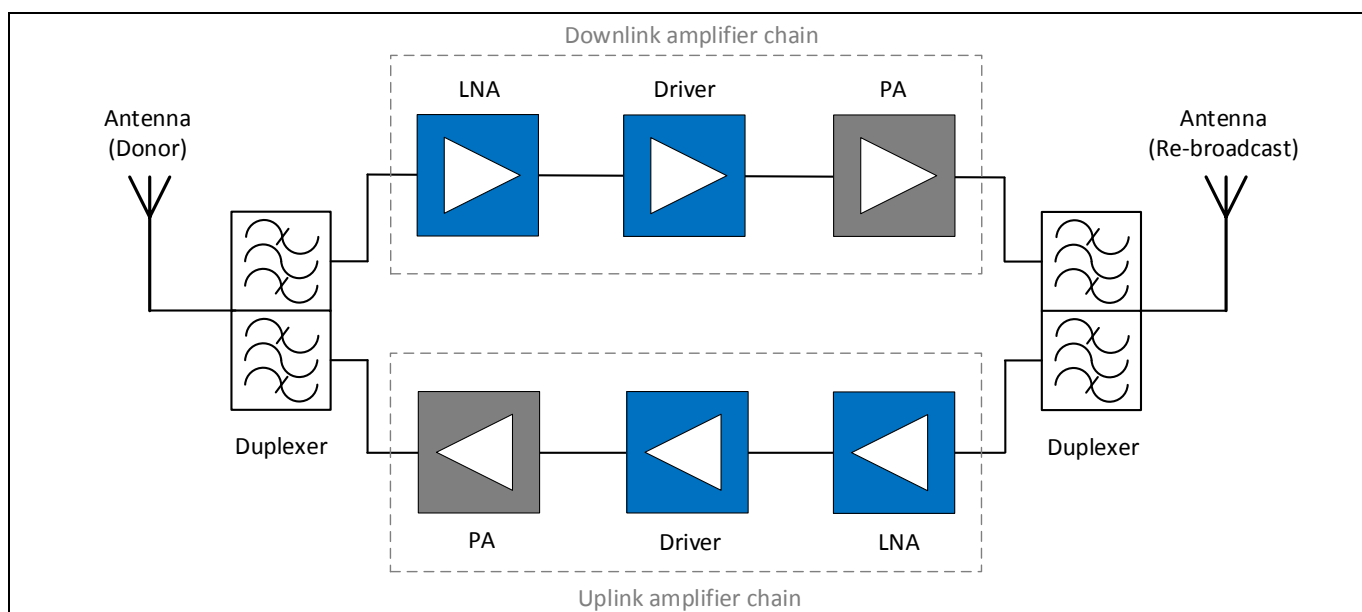 Downlink amplifier chain
LNA
Driver
PA
Antenna
(Donor)
Antenna
(Re-broadcast)
Duplexer
Duplexer
PA
Driver
LNA
Uplink amplifier chain